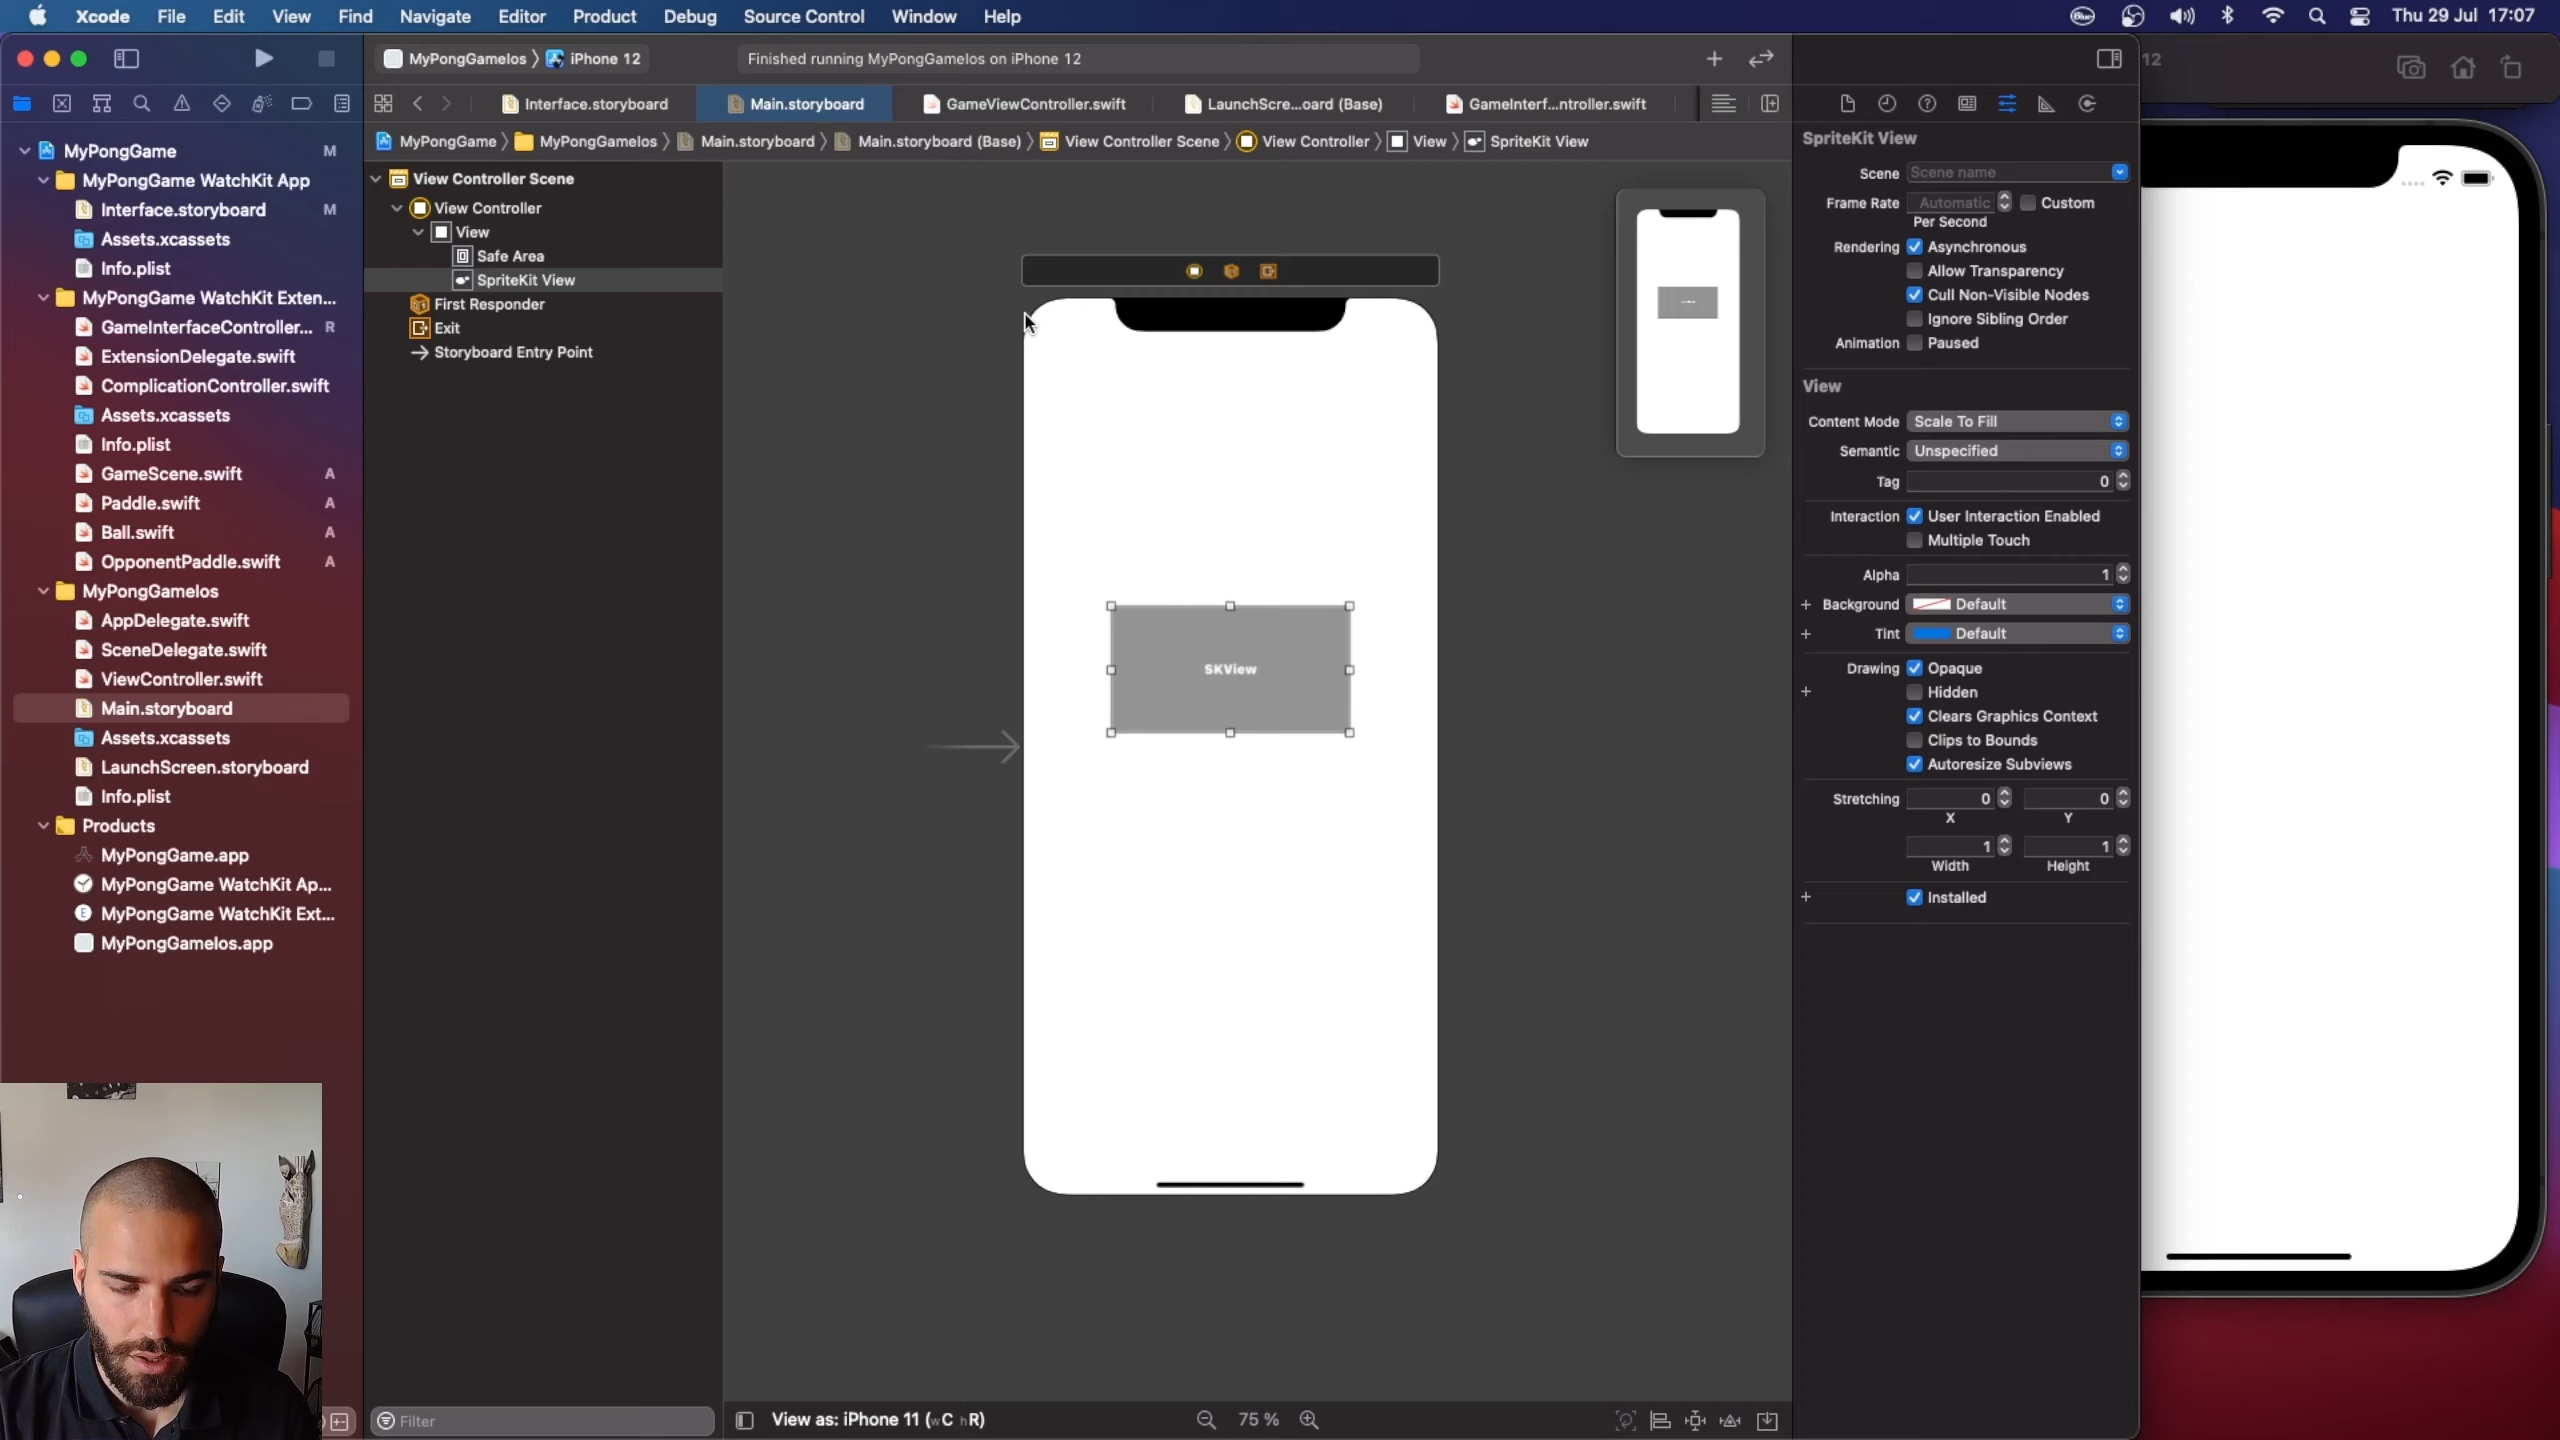 Xcode File Edit View Find Navigate Editor Product Debug Source Control Window Help Thu 29 Jul 17:07
MyPongGameIos iPhone 12 Finished running MyPongGameIos on iPhone 12
12
Interface.storyboard Main.storyboard GameViewController.swift LaunchScre...oard (Base) GameInterf...ntroller.swift
MyPongGame MyPongGameIos Main.storyboard Main.storyboard (Base) View Controller Scene View Controller View SpriteKit View
MyPongGame M
MyPongGame WatchKit App
Interface.storyboard M
Assets.xcassets
Info.plist
MyPongGame WatchKit Exten...
GameInterfaceController... R
ExtensionDelegate.swift
ComplicationController.swift
Assets.xcassets
Info.plist
GameScene.swift A
Paddle.swift A
Ball.swift A
OpponentPaddle.swift A
MyPongGameIos
AppDelegate.swift
SceneDelegate.swift
ViewController.swift
Main.storyboard
Assets.xcassets
LaunchScreen.storyboard
Info.plist
Products
MyPongGame.app
MyPongGame WatchKit Ap...
MyPongGame WatchKit Ext...
MyPongGameIos.app
View Controller Scene
View Controller
View
Safe Area
SpriteKit View
First Responder
Exit
Storyboard Entry Point
Filter
SKView
View as: iPhone 11 (wC hR)
75 %
SpriteKit View
Scene Scene name
Frame Rate Automatic Custom
Per Second
Rendering Asynchronous
Allow Transparency
Cull Non-Visible Nodes
Ignore Sibling Order
Animation Paused
View
Content Mode Scale To Fill
Semantic Unspecified
Tag 0
Interaction User Interaction Enabled
Multiple Touch
Alpha 1
Background Default
Tint Default
Drawing Opaque
Hidden
Clears Graphics Context
Clips to Bounds
Autoresize Subviews
Stretching 0 0
X Y
1 1
Width Height
Installed